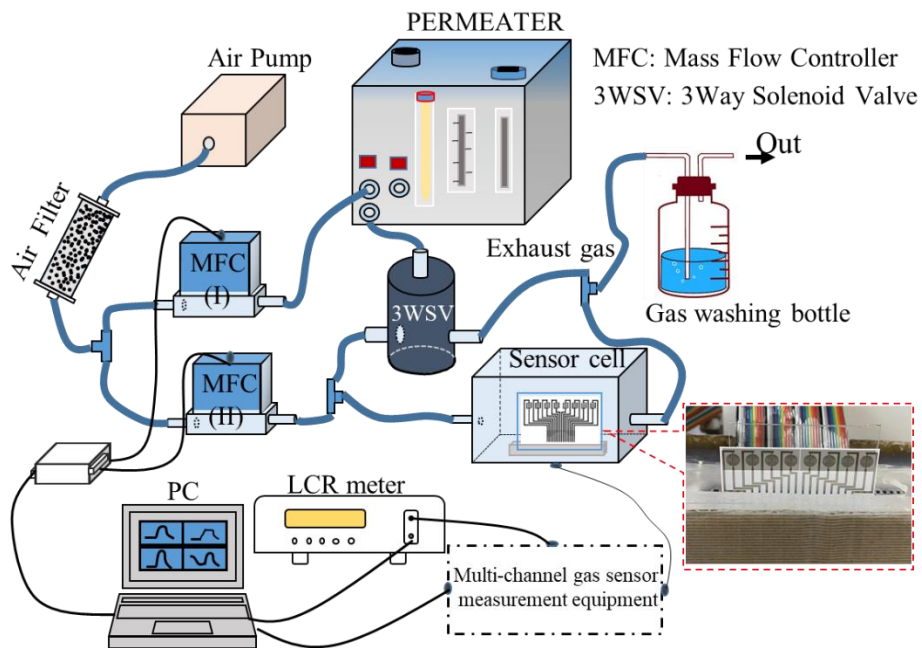 PERMEATER
Air Pump
MFC: Mass Flow Controller
3WSV: 3Way Solenoid Valve
Out
Air Filter
MFC
(I)
Exhaust gas
3WSV
Gas washing bottle
MFC
(II)
Sensor cell
PC
LCR meter
Multi-channel gas sensor
measurement equipment